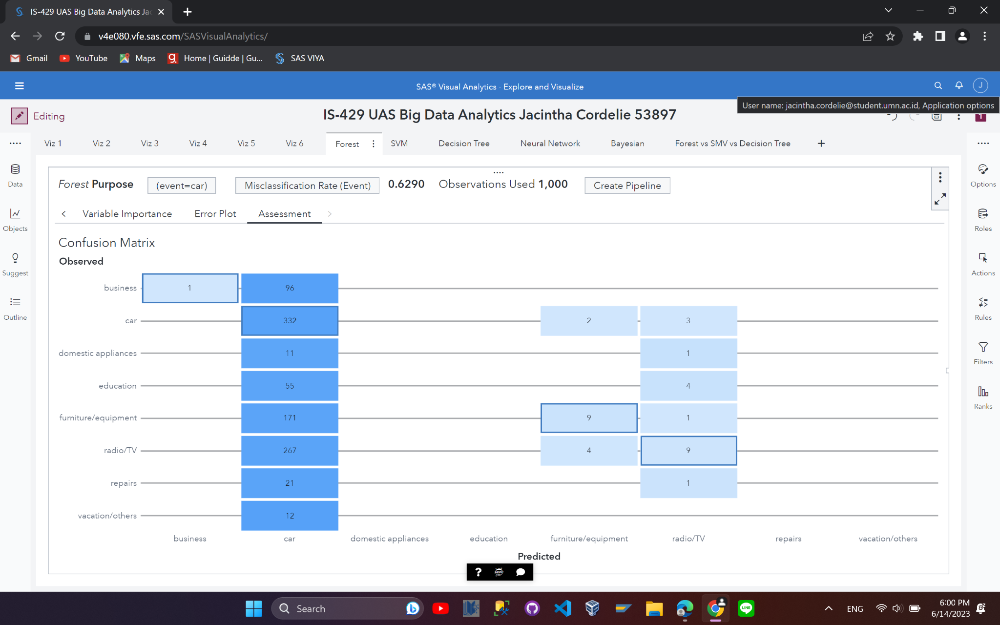 IS-429 UAS Big Data Analytics Jac
v4e080.vfe.sas.com/SASVisualAnalytics/
Gmail YouTube Maps Home | Guidde | Gu... SAS VIYA
SAS® Visual Analytics - Explore and Visualize J
User name: jacintha.cordelie@student.umn.ac.id, Application options
Editing IS-429 UAS Big Data Analytics Jacintha Cordelie 53897 1
Viz 1 Viz 2 Viz 3 Viz 4 Viz 5 Viz 6 Forest SVM Decision Tree Neural Network Bayesian Forest vs SMV vs Decision Tree +
Data
Objects
Suggest
Outline
Forest Purpose (event=car) Misclassification Rate (Event) 0.6290 Observations Used 1,000 Create Pipeline
Variable Importance Error Plot Assessment
Confusion Matrix
Observed
business 1 96
car 332 2 3
domestic appliances 11 1
education 55 4
furniture/equipment 171 9 1
radio/TV 267 4 9
repairs 21 1
vacation/others 12
business car domestic appliances education furniture/equipment radio/TV repairs vacation/others
Predicted
Options
Roles
Actions
Rules
Filters
Ranks
?
Search LINE ENG 6:00 PM
6/14/2023